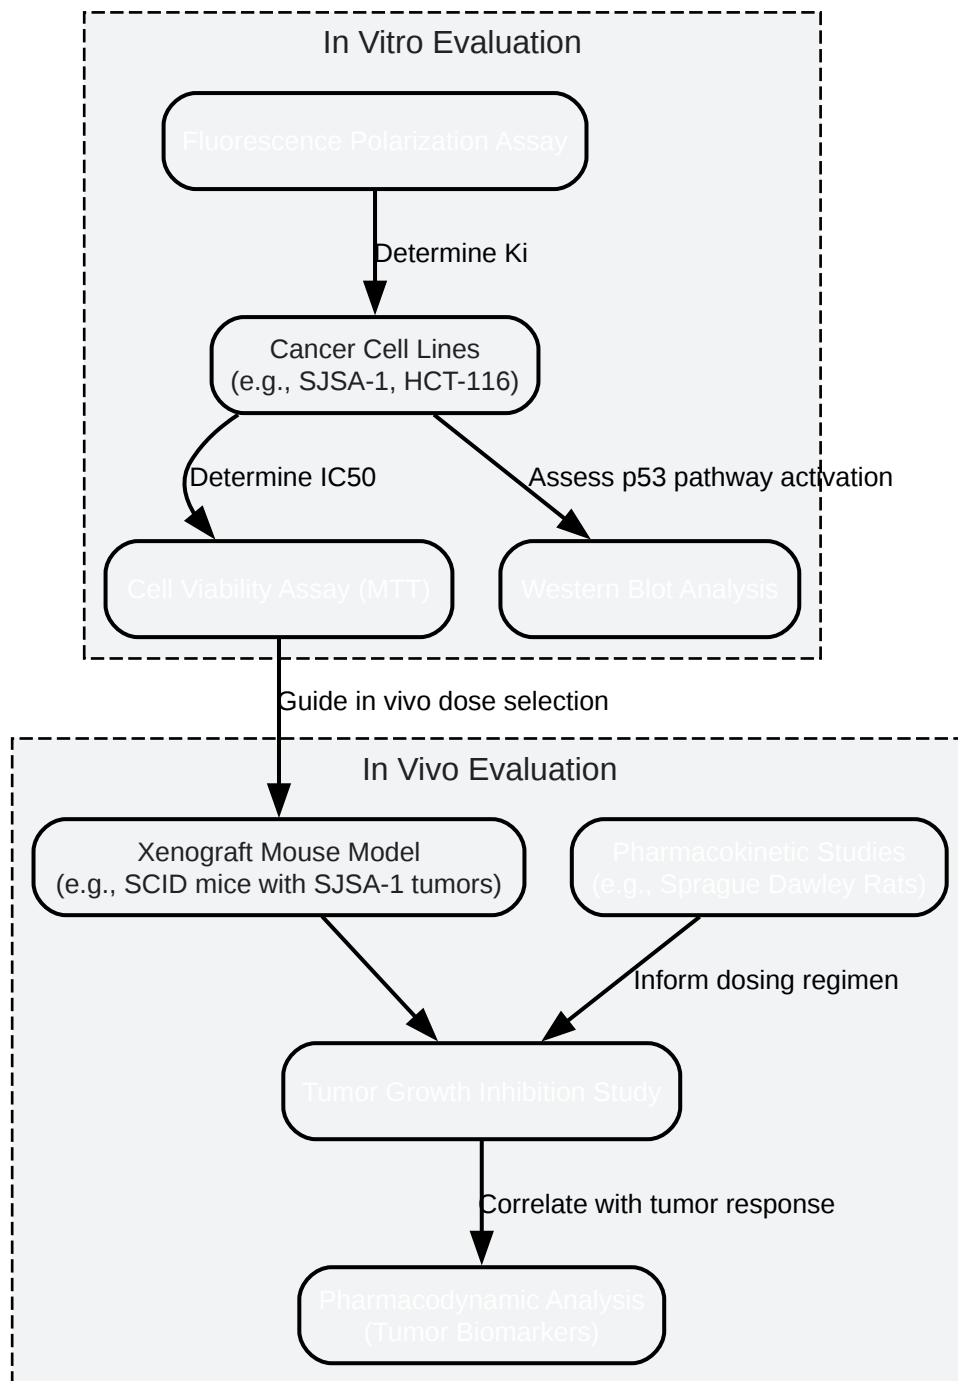 In Vitro Evaluation
Fluorescence Polarization Assay
Determine Ki
Cancer Cell Lines
(e.g., SJSA-1, HCT-116)
Determine IC50
Assess p53 pathway activation
Cell Viability Assay (MTT)
Western Blot Analysis
Guide in vivo dose selection
In Vivo Evaluation
Xenograft Mouse Model
(e.g., SCID mice with SJSA-1 tumors)
Pharmacokinetic Studies
(e.g., Sprague Dawley Rats)
Inform dosing regimen
Tumor Growth Inhibition Study
Correlate with tumor response
Pharmacodynamic Analysis
(Tumor Biomarkers)